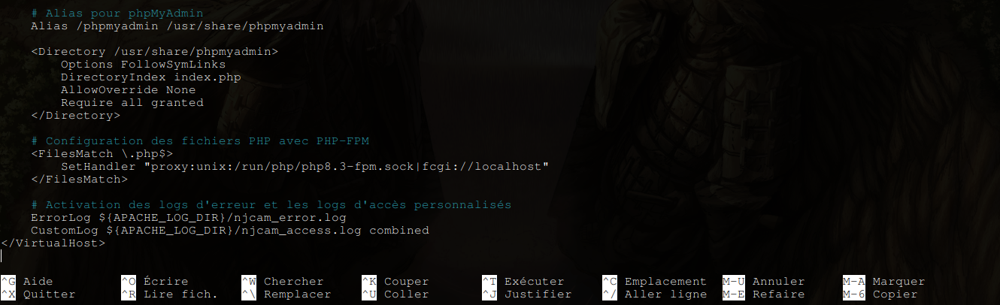 # Alias pour phpMyAdmin
Alias /phpmyadmin /usr/share/phpmyadmin
<Directory /usr/share/phpmyadmin>
Options FollowSymLinks
DirectoryIndex index.php
AllowOverride None
Require all granted
</Directory>
# Configuration des fichiers PHP avec PHP-FPM
<FilesMatch \.php$>
SetHandler "proxy:unix:/run/php/php8.3-fpm.sock|fcgi://localhost"
</FilesMatch>
# Activation des logs d'erreur et les logs d'accès personnalisés
ErrorLog ${APACHE_LOG_DIR}/njcam_error.log
CustomLog ${APACHE_LOG_DIR}/njcam_access.log combined
</VirtualHost>
^G Aide ^O Écrire ^W Chercher ^K Couper ^T Exécuter ^C Emplacement M-U Annuler M-A Marquer
^X Quitter ^R Lire fich. ^\ Remplacer ^U Coller ^J Justifier ^/ Aller ligne M-E Refaire M-6 Copier